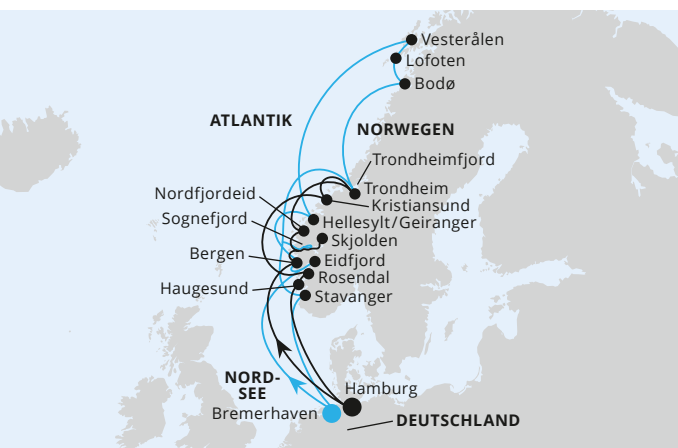 Vesterålen
Lofoten
Bodø
ATLANTIK
NORWEGEN
Trondheimfjord
Trondheim
Nordfjordeid
Kristiansund
Sognefjord
Hellesylt/Geiranger
Skjolden
Bergen
Eidfjord
Rosendal
Haugesund
Stavanger
NORD-
SEE
Hamburg
Bremerhaven
DEUTSCHLAND